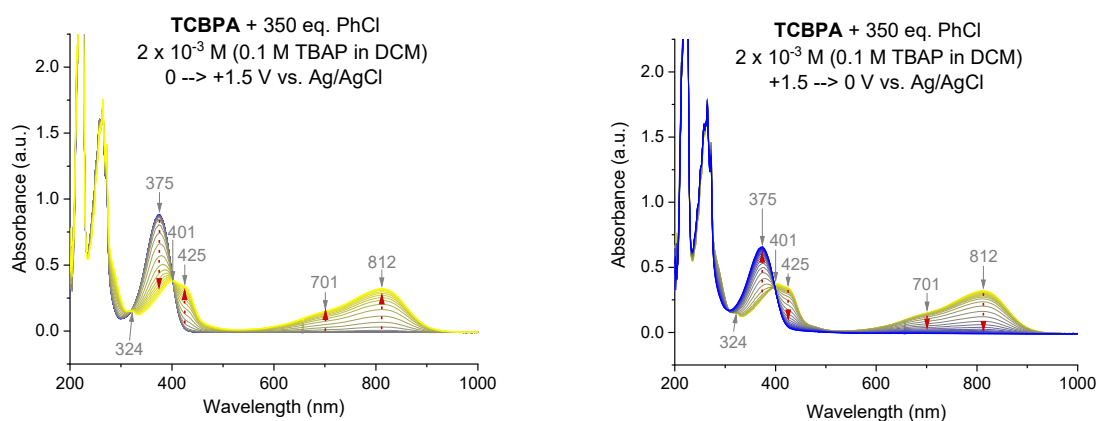 TCBPA + 350 eq. PhCl
2 x 10⁻³ M (0.1 M TBAP in DCM)
0 --> +1.5 V vs. Ag/AgCl
Absorbance (a.u.)
2.0
1.5
1.0
0.5
0.0
375
401
425
701
812
324
200 400 600 800 1000
Wavelength (nm)
TCBPA + 350 eq. PhCl
2 x 10⁻³ M (0.1 M TBAP in DCM)
+1.5 --> 0 V vs. Ag/AgCl
Absorbance (a.u.)
2.0
1.5
1.0
0.5
0.0
375
401
425
701
812
324
200 400 600 800 1000
Wavelength (nm)